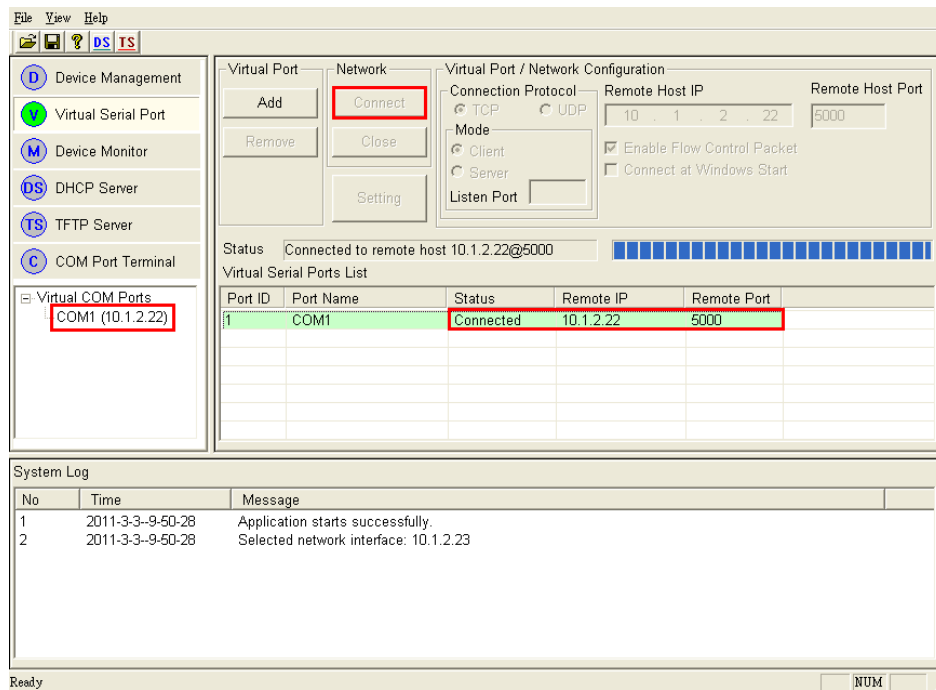 File View Help
? DS TS
D Device Management
V Virtual Serial Port
M Device Monitor
DS DHCP Server
TS TFTP Server
C COM Port Terminal
Virtual COM Ports
COM1 (10.1.2.22)
Virtual Port
Add
Remove
Network
Connect
Close
Setting
Virtual Port / Network Configuration
Connection Protocol
TCP UDP
Mode
Client
Server
Listen Port
Remote Host IP
10 . 1 . 2 . 22
Remote Host Port
5000
Enable Flow Control Packet
Connect at Windows Start
Status Connected to remote host 10.1.2.22@5000
Virtual Serial Ports List
Port ID Port Name Status Remote IP Remote Port
1 COM1 Connected 10.1.2.22 5000
System Log
No Time Message
1 2011-3-3--9-50-28 Application starts successfully.
2 2011-3-3--9-50-28 Selected network interface: 10.1.2.23
Ready NUM